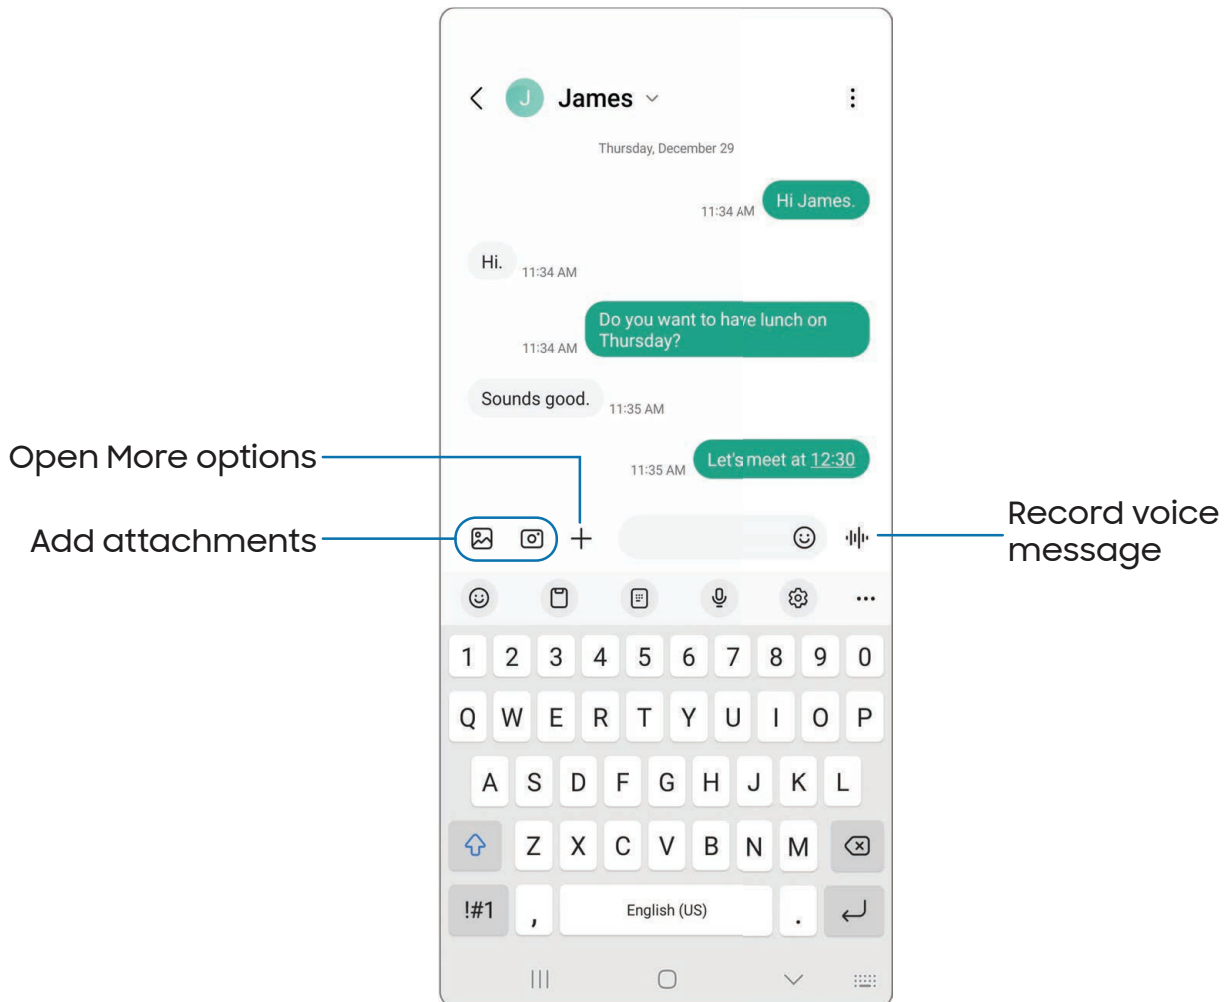 J James
Thursday, December 29
11:34 AM Hi James.
Hi. 11:34 AM
Do you want to have lunch on
Thursday?
11:34 AM
Sounds good. 11:35 AM
Open More options
11:35 AM Let's meet at 12:30
Add attachments
Record voice
message
1 2 3 4 5 6 7 8 9 0
Q W E R T Y U I O P
A S D F G H J K L
Z X C V B N M
!#1 , English (US) .